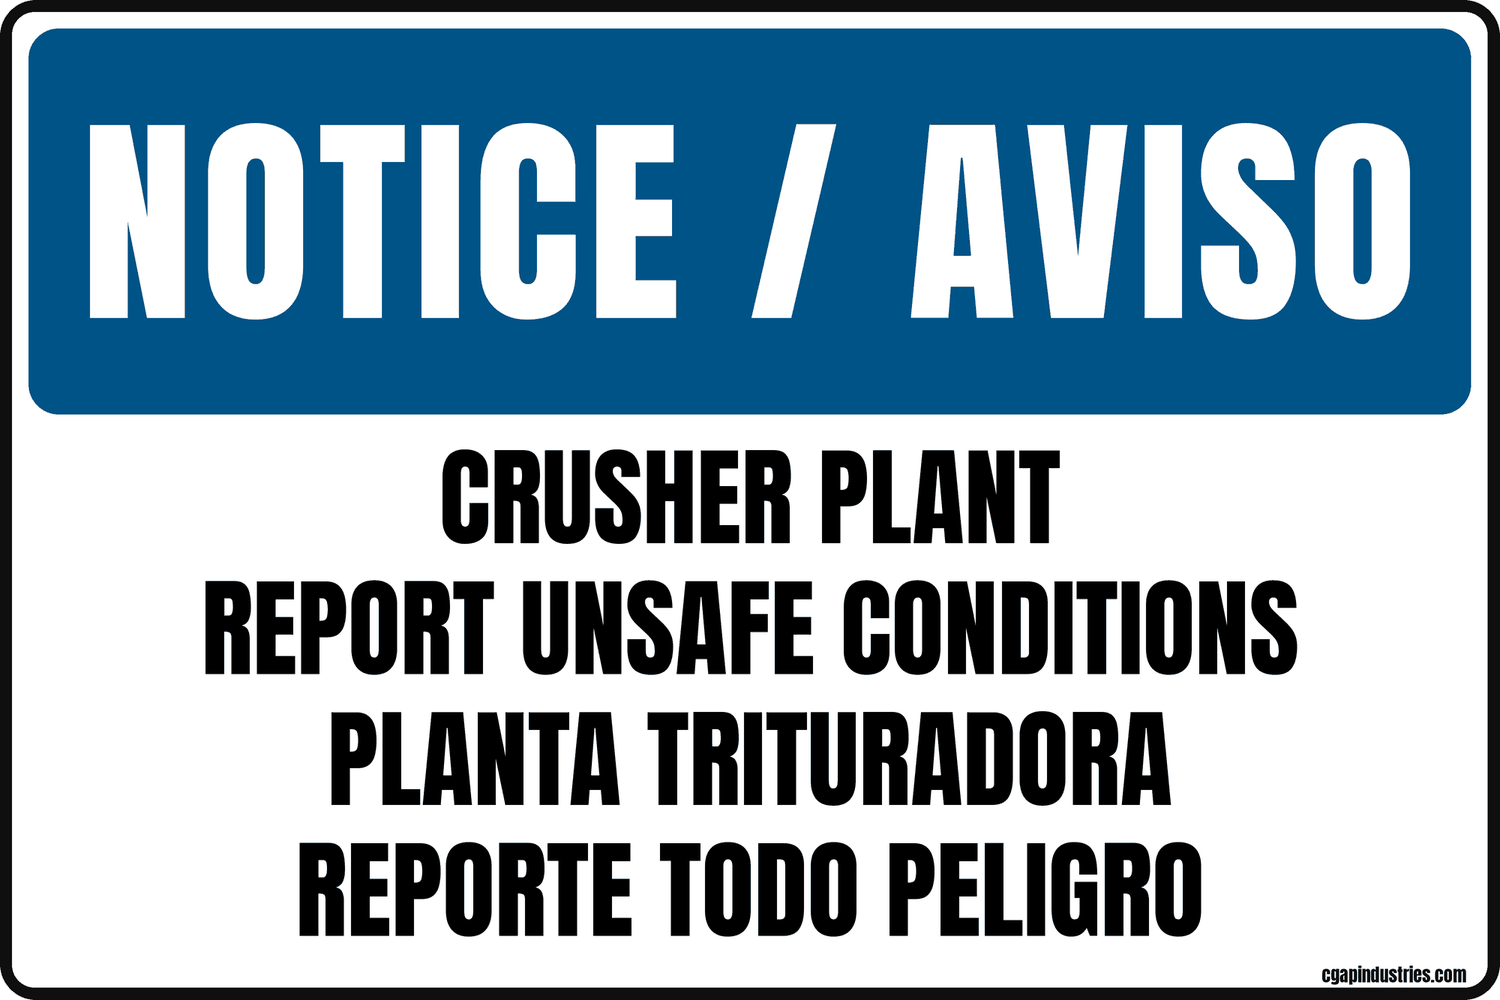 NOTICE / AVISO
CRUSHER PLANT
REPORT UNSAFE CONDITIONS
PLANTA TRITURADORA
REPORTE TODO PELIGRO
cgapindustries.com